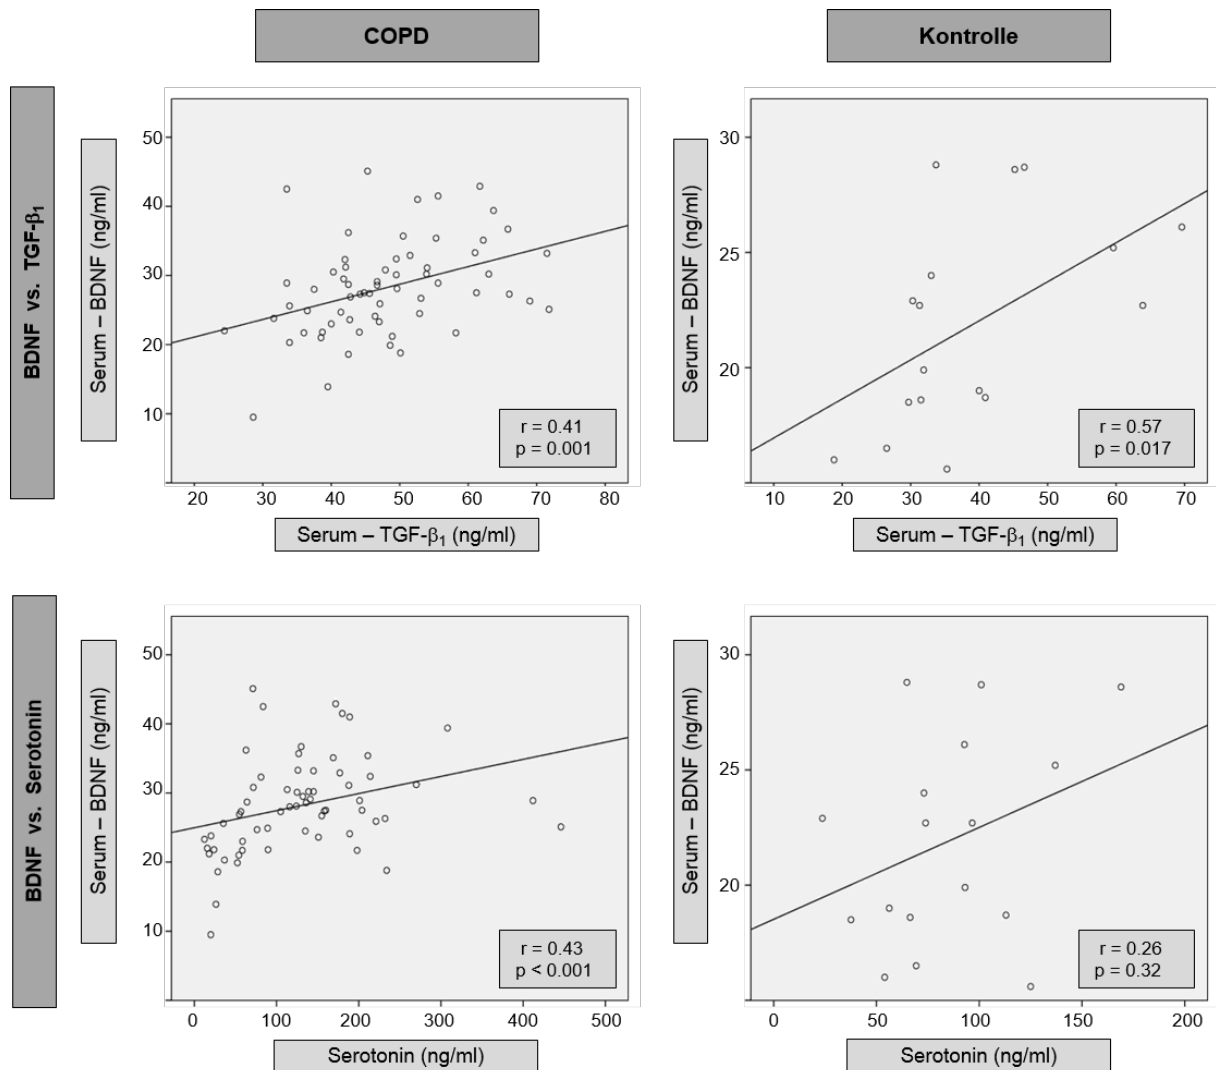 COPD
Kontrolle
BDNF vs. TGF-β₁
Serum – BDNF (ng/ml)
50
40
30
20
10
r = 0.41
p = 0.001
20 30 40 50 60 70 80
Serum – TGF-β₁ (ng/ml)
Serum – BDNF (ng/ml)
30
25
20
r = 0.57
p = 0.017
10 20 30 40 50 60 70
Serum – TGF-β₁ (ng/ml)
BDNF vs. Serotonin
Serum – BDNF (ng/ml)
50
40
30
20
10
r = 0.43
p < 0.001
0 100 200 300 400 500
Serotonin (ng/ml)
Serum – BDNF (ng/ml)
30
25
20
r = 0.26
p = 0.32
0 50 100 150 200
Serotonin (ng/ml)